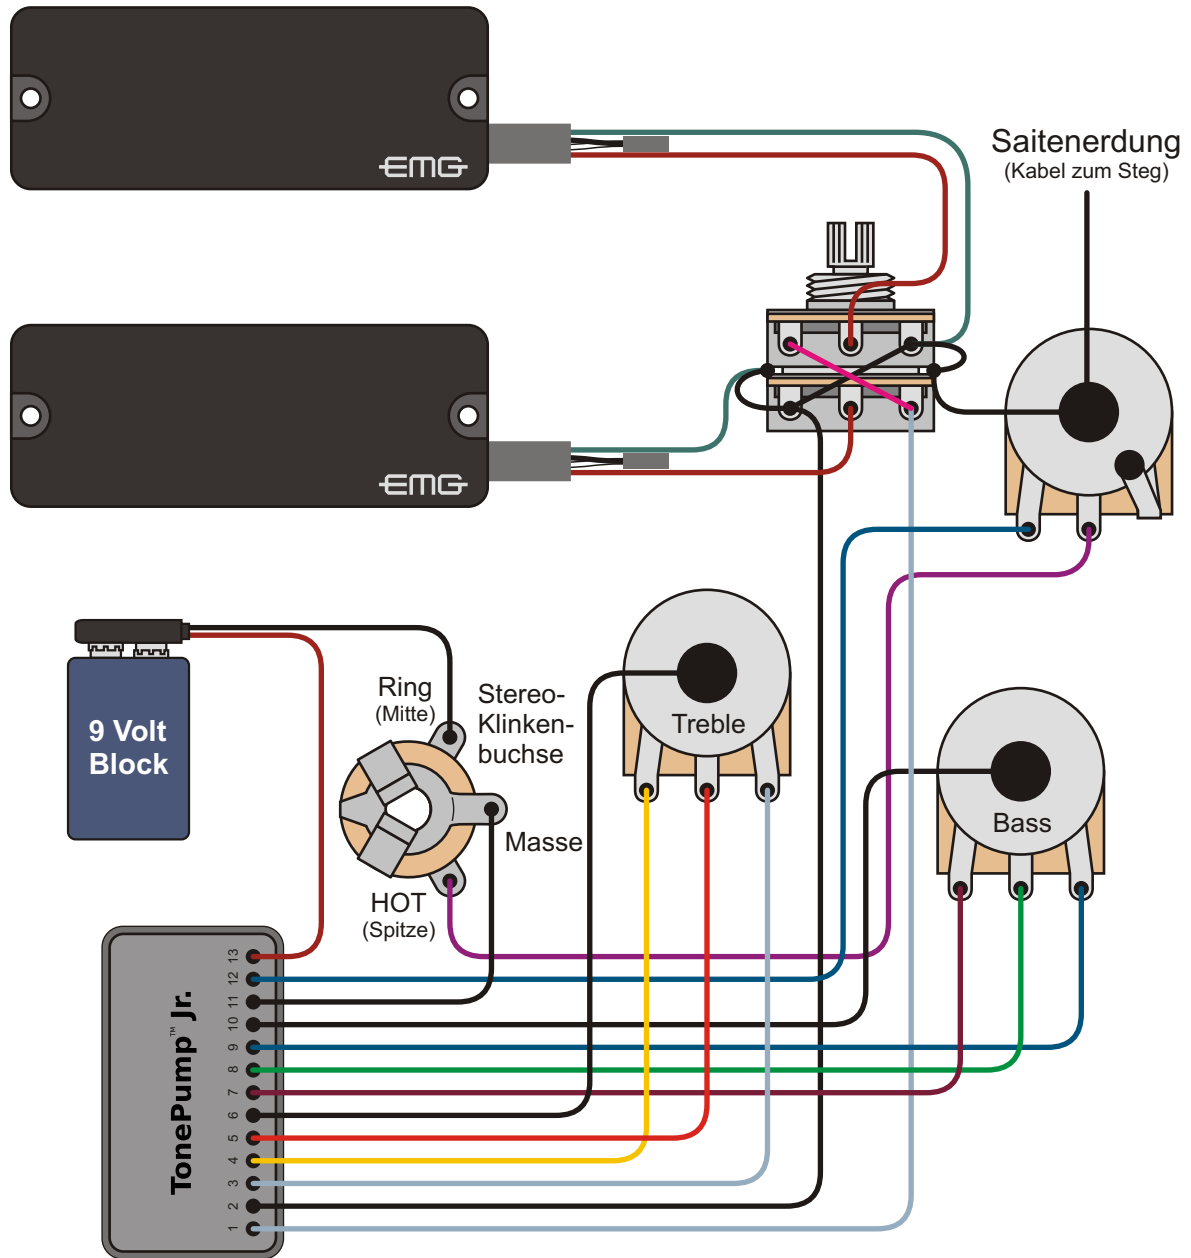 EMG
Saitenerdung
(Kabel zum Steg)
EMG
9 Volt
Block
Ring
(Mitte)
Stereo-
Klinken-
buchse
Masse
HOT
(Spitze)
Treble
Bass
TonePump™ Jr.
13
12
11
10
9
8
7
6
5
4
3
2
1